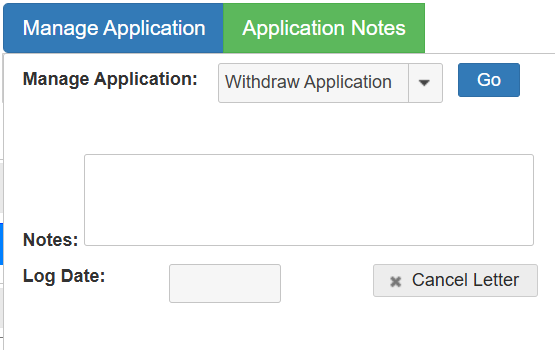 Manage Application Application Notes
Manage Application: Withdraw Application Go
Notes:
Log Date: Cancel Letter